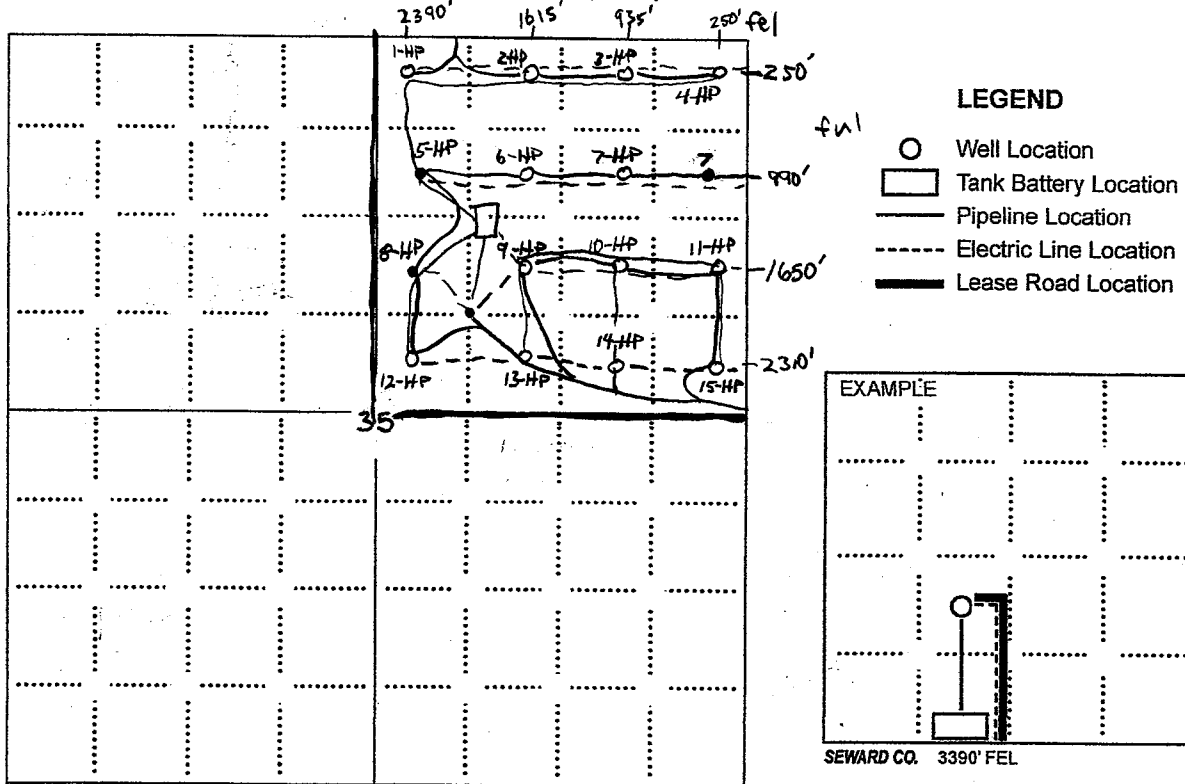 2390' 1615' 935' 250' fel
1-HP 2HP 3-HP 250'
4-HP
fnl
5-HP 6-HP 7-HP 7 990'
8-HP 9-HP 10-HP 11-HP 1650'
14-HP 2310'
12-HP 13-HP 15-HP
35
LEGEND
Well Location
Tank Battery Location
Pipeline Location
Electric Line Location
Lease Road Location
EXAMPLE
SEWARD CO. 3390' FEL